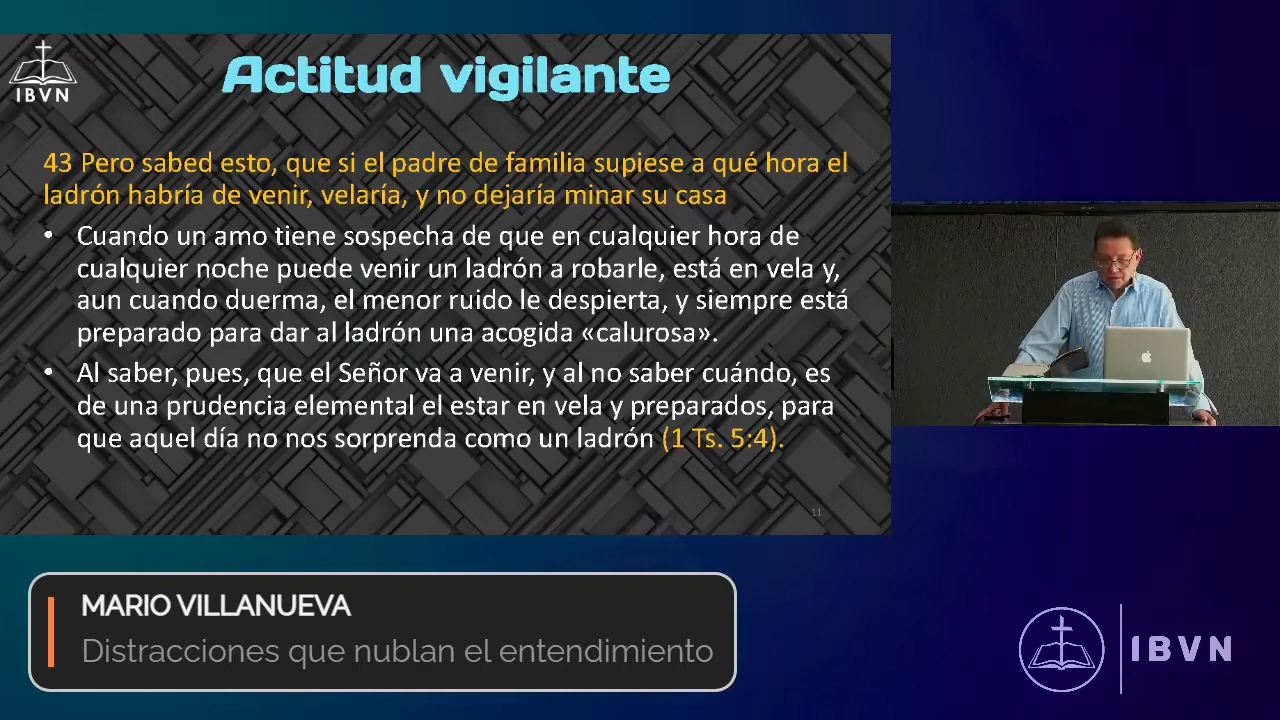 IBVN
Actitud vigilante
43 Pero sabed esto, que si el padre de familia supiese a qué hora el
ladrón habría de venir, velaría, y no dejaría minar su casa
• Cuando un amo tiene sospecha de que en cualquier hora de
cualquier noche puede venir un ladrón a robarle, está en vela y,
aun cuando duerma, el menor ruido le despierta, y siempre está
preparado para dar al ladrón una acogida «calurosa».
• Al saber, pues, que el Señor va a venir, y al no saber cuándo, es
de una prudencia elemental el estar en vela y preparados, para
que aquel día no nos sorprenda como un ladrón (1 Ts. 5:4).
11
MARIO VILLANUEVA
Distracciones que nublan el entendimiento
IBVN